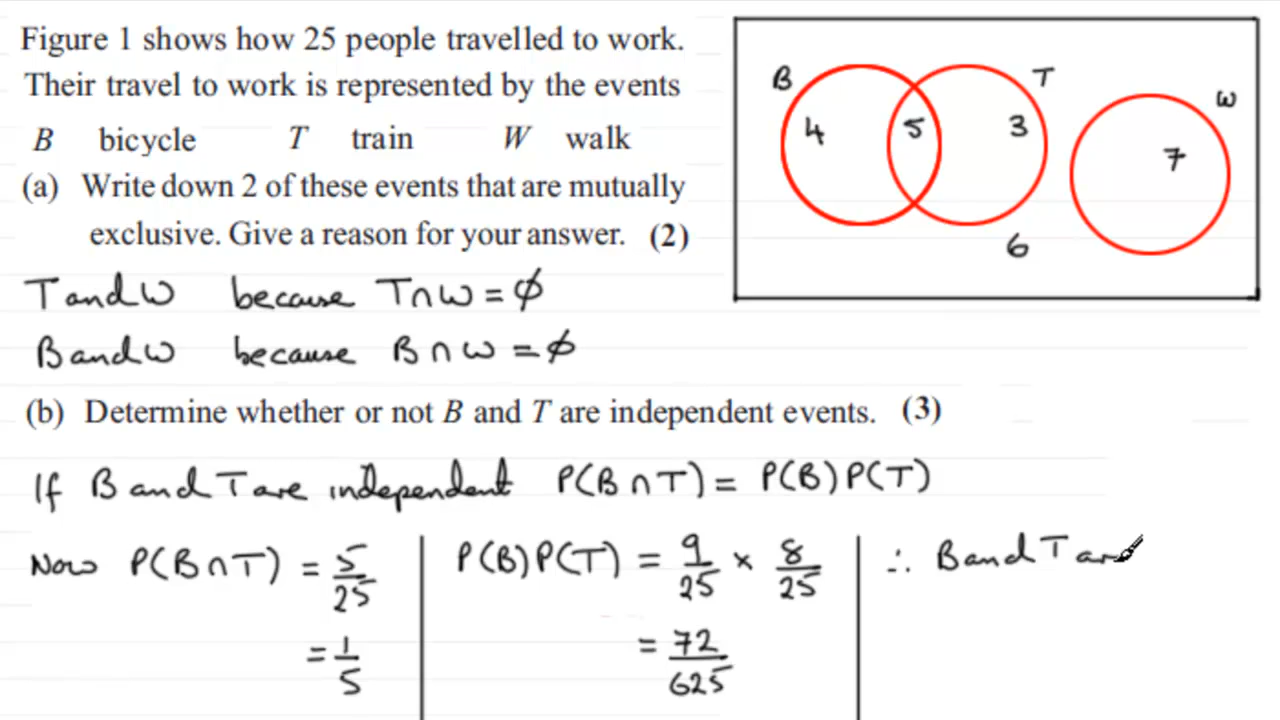 Figure 1 shows how 25 people travelled to work.
Their travel to work is represented by the events
B bicycle T train W walk
(a) Write down 2 of these events that are mutually
exclusive. Give a reason for your answer. (2)
B
T
W
4
5
3
7
6
T and W because T∩W = ϕ
B and W because B∩W = ϕ
(b) Determine whether or not B and T are independent events. (3)
If B and T are independent P(B∩T) = P(B)P(T)
Now P(B∩T) = 5/25
= 1/5
P(B)P(T) = 9/25 × 8/25
= 72/625
∴ B and T are